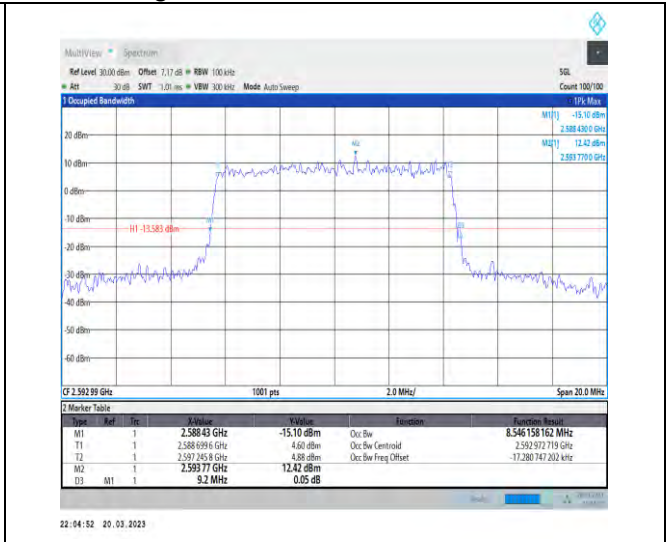 MultiView Spectrum
Ref Level 30.00 dBm Offset 7.17 dB RBW 100 kHz SGL
Att 30 dB SWT 1.01 ms VBW 300 kHz Mode Auto Sweep Count 100/100
1 Occupied Bandwidth 1Pk Max
M1[1] -15.10 dBm
2.588 430 0 GHz
M2[1] 12.42 dBm
2.593 770 0 GHz
20 dBm
M2
10 dBm
0 dBm
-10 dBm
M1
H1 -13.583 dBm
-20 dBm
-30 dBm
-40 dBm
-50 dBm
-60 dBm
CF 2.592 99 GHz 1001 pts 2.0 MHz/ Span 20.0 MHz
2 Marker Table
Type Ref Trc X-Value Y-Value Function Function Result
M1 1 2.588 43 GHz -15.10 dBm Occ Bw 8.546 158 162 MHz
T1 1 2.588 699 6 GHz 4.60 dBm Occ Bw Centroid 2.592 972 719 GHz
T2 1 2.597 245 8 GHz 4.88 dBm Occ Bw Freq Offset -17.280 747 202 kHz
M2 1 2.593 77 GHz 12.42 dBm
D3 M1 1 9.2 MHz 0.05 dB
22:04:52 20.03.2023